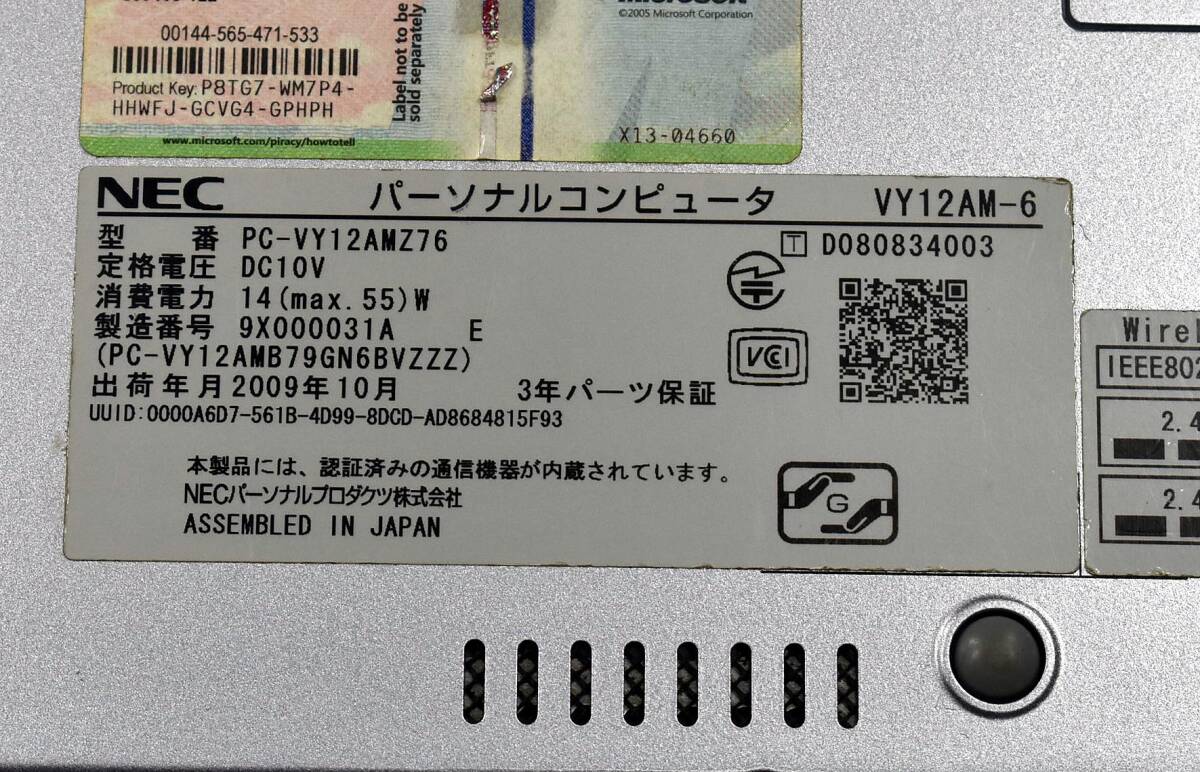 ©2005 Microsoft Corporation
00144-565-471-533
Product Key: P8TG7-WM7P4-
HHWFJ-GCVG4-GPHPH
Label not to be
sold separately
www.microsoft.com/piracy/howtotell
X13-04660
NEC パーソナルコンピュータ VY12AM-6
型 番 PC-VY12AMZ76
T D080834003
定格電圧 DC10V
消費電力 14(max.55)W
製造番号 9X000031A E
(PC-VY12AMB79GN6BVZZZ)
VCCI
出荷年月 2009年10月 3年パーツ保証
UUID:0000A6D7-561B-4D99-8DCD-AD8684815F93
本製品には、認証済みの通信機器が内蔵されています。
NECパーソナルプロダクツ株式会社
ASSEMBLED IN JAPAN
G
Wirel
IEEE802
2.4
2.4